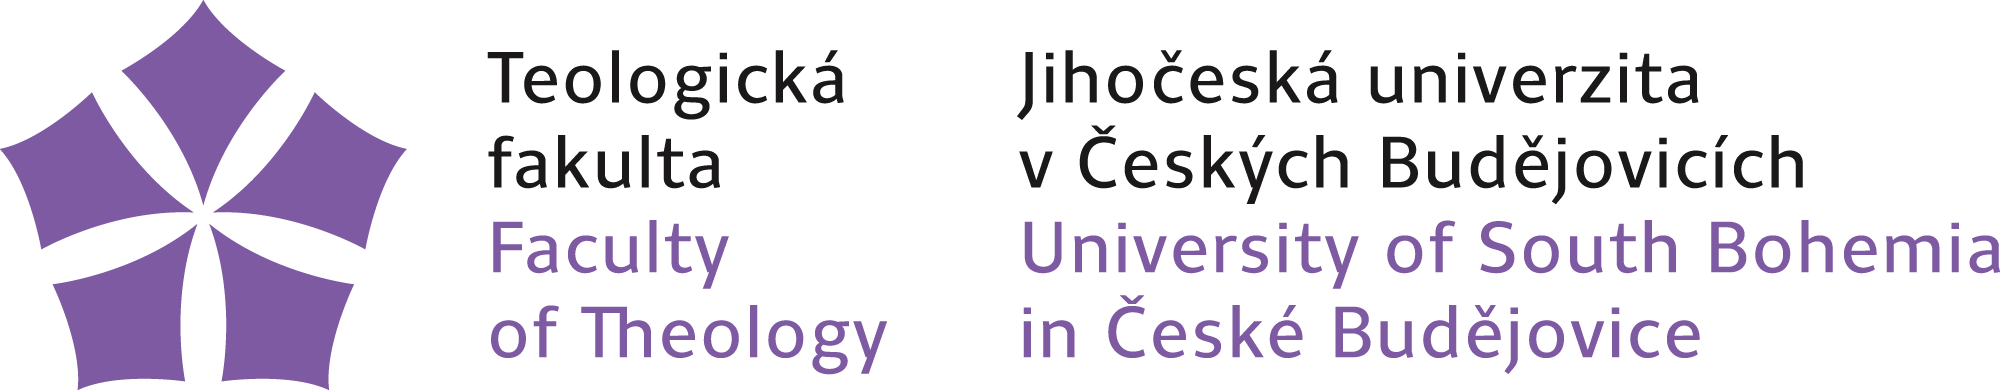 Teologická
fakulta
Faculty
of Theology
Jihočeská univerzita
v Českých Budějovicích
University of South Bohemia
in České Budějovice